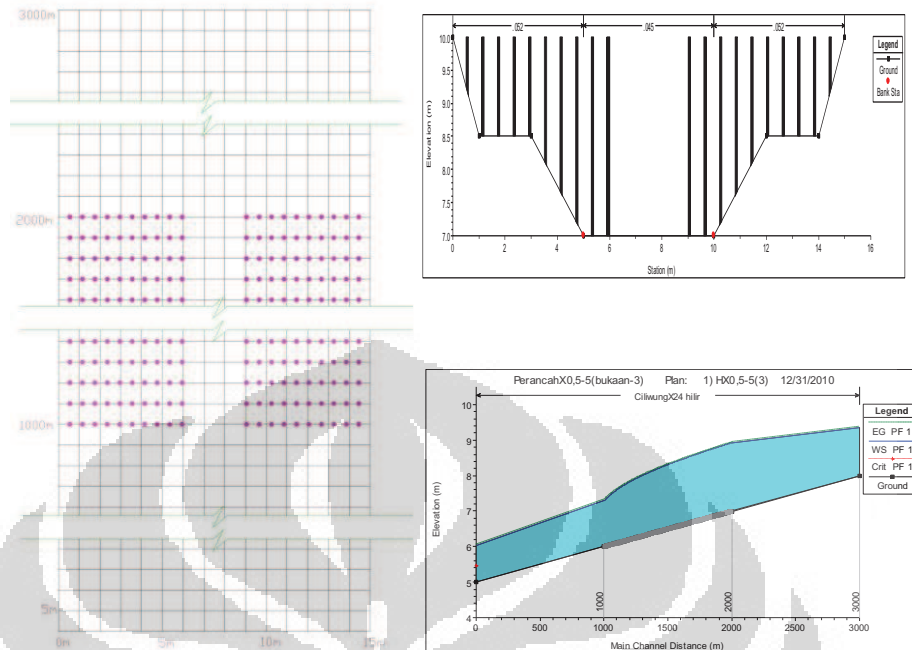 3000m
2000m
1000m
5m
0m 5m 10m 15m
.052 .045 .052
Legend
Ground
Bank Sta
Elevation (m)
10.0
9.5
9.0
8.5
8.0
7.5
7.0
0 2 4 6 8 10 12 14 16
Station (m)
PerancahX0,5-5(bukaan-3) Plan: 1) HX0,5-5(3) 12/31/2010
CiliwungX24 hilir
Legend
EG PF 1
WS PF 1
Crit PF 1
Ground
Elevation (m)
10
9
8
7
6
5
4
1000
2000
3000
0 500 1000 1500 2000 2500 3000
Main Channel Distance (m)